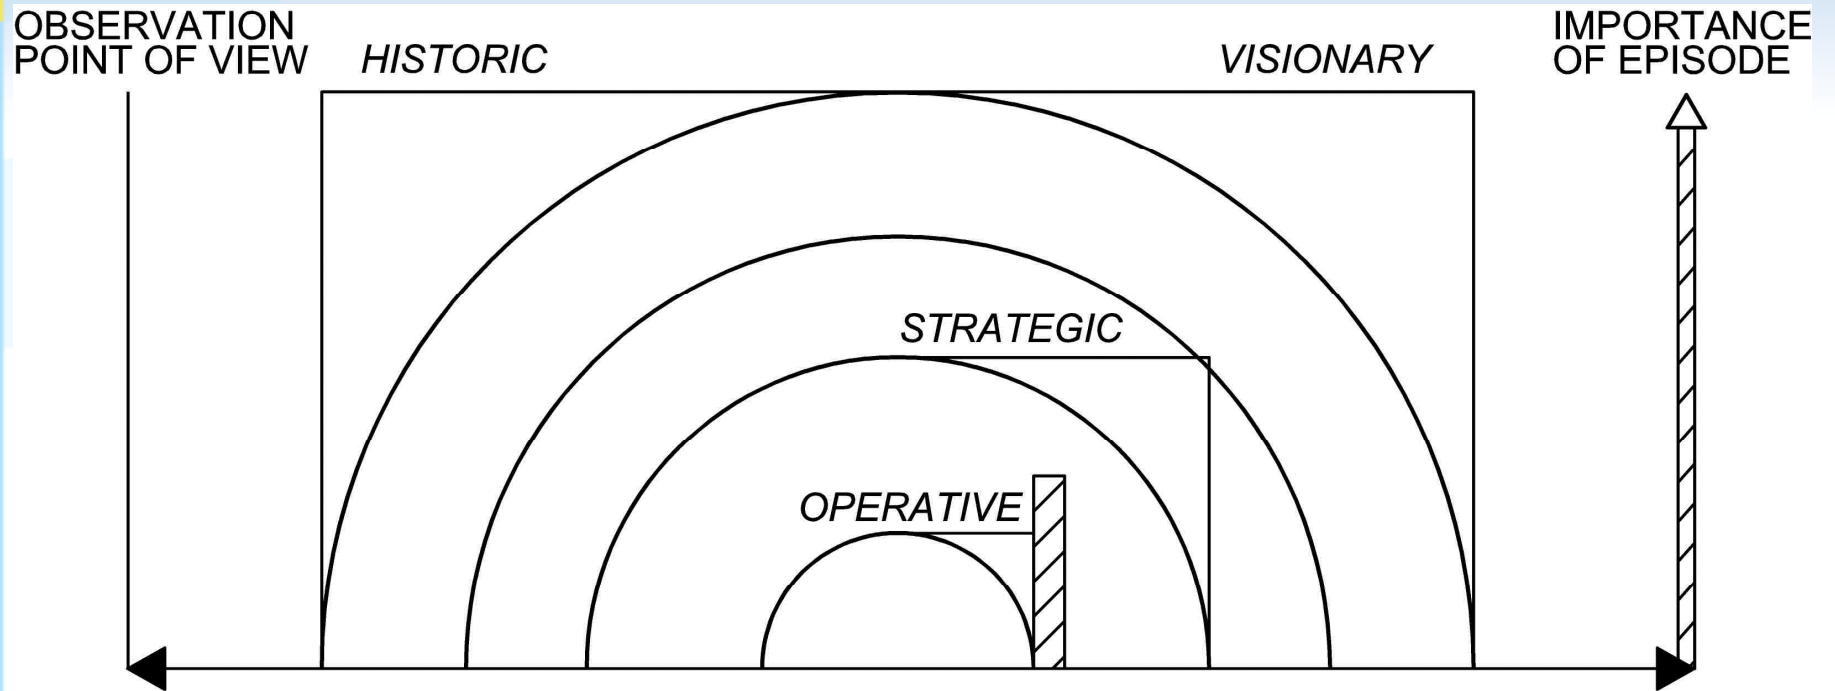 OBSERVATION
POINT OF VIEW
HISTORIC
VISIONARY
IMPORTANCE
OF EPISODE
STRATEGIC
OPERATIVE